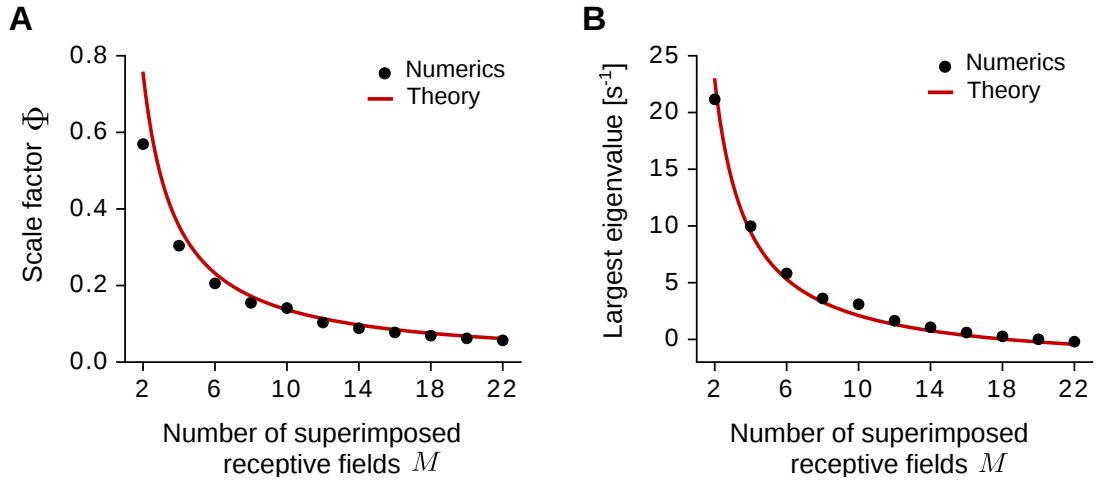 A
Scale factor Φ
0.8
0.6
0.4
0.2
0.0
Numerics
Theory
2 6 10 14 18 22
Number of superimposed
receptive fields M
B
Largest eigenvalue [s⁻¹]
25
20
15
10
5
0
Numerics
Theory
2 6 10 14 18 22
Number of superimposed
receptive fields M